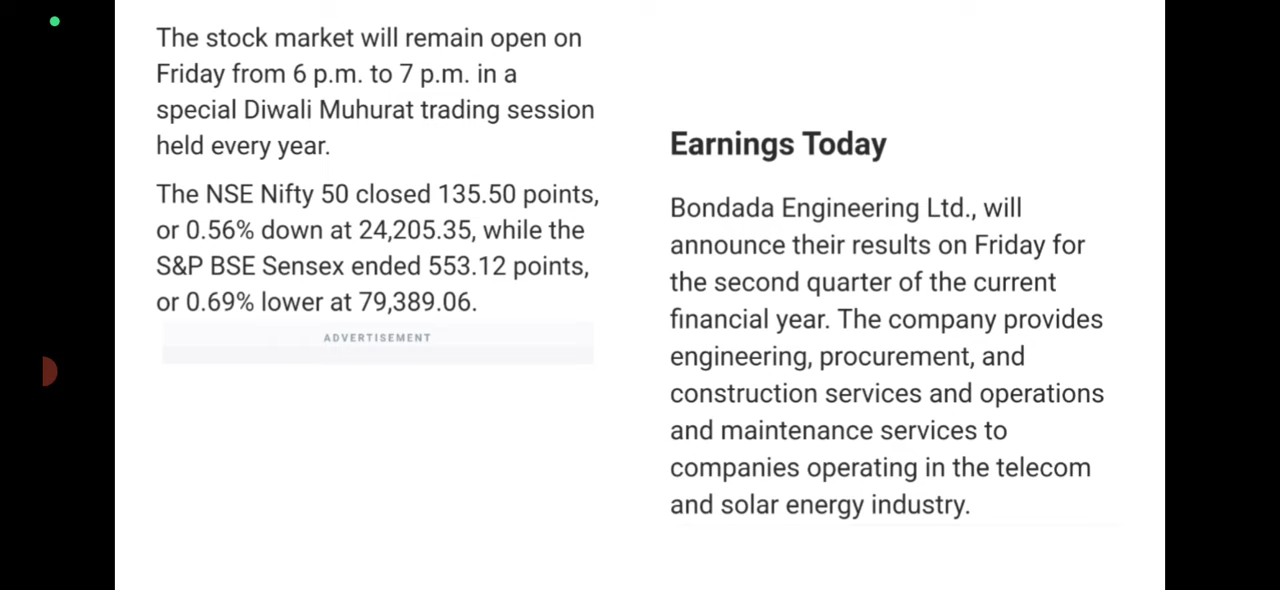 The stock market will remain open on
Friday from 6 p.m. to 7 p.m. in a
special Diwali Muhurat trading session
held every year.
The NSE Nifty 50 closed 135.50 points,
or 0.56% down at 24,205.35, while the
S&P BSE Sensex ended 553.12 points,
or 0.69% lower at 79,389.06.
ADVERTISEMENT
Earnings Today
Bondada Engineering Ltd., will
announce their results on Friday for
the second quarter of the current
financial year. The company provides
engineering, procurement, and
construction services and operations
and maintenance services to
companies operating in the telecom
and solar energy industry.